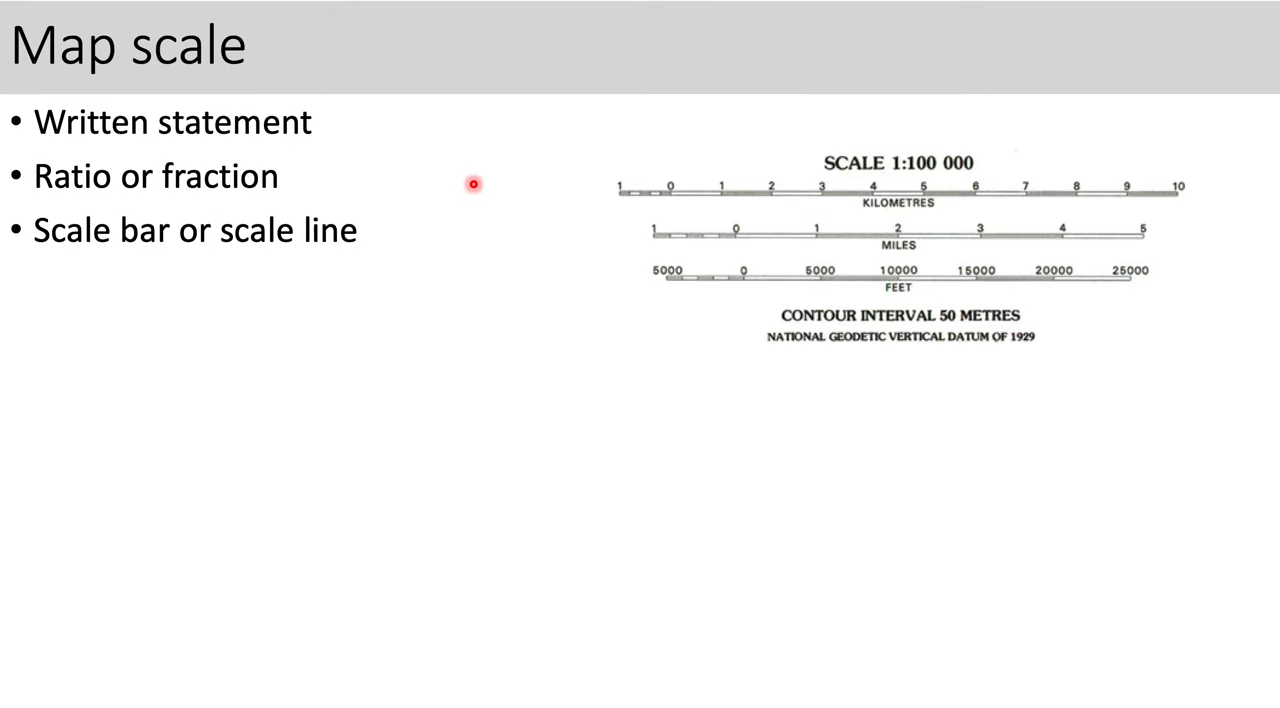 Map scale
• Written statement
• Ratio or fraction
• Scale bar or scale line
SCALE 1:100 000
1 0 1 2 3 4 5 6 7 8 9 10
KILOMETRES
1 0 1 2 3 4 5
MILES
5000 0 5000 10000 15000 20000 25000
FEET
CONTOUR INTERVAL 50 METRES
NATIONAL GEODETIC VERTICAL DATUM OF 1929